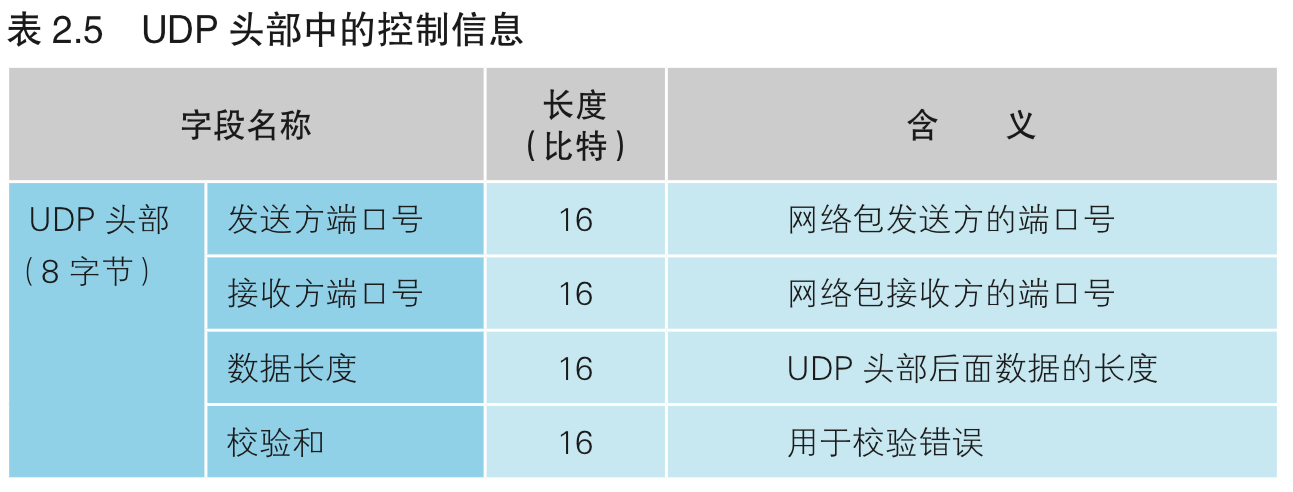 表 2.5 UDP 头部中的控制信息
字段名称
长度
（比特）
含 义
UDP 头部
（8 字节）
发送方端口号
16
网络包发送方的端口号
接收方端口号
16
网络包接收方的端口号
数据长度
16
UDP 头部后面数据的长度
校验和
16
用于校验错误